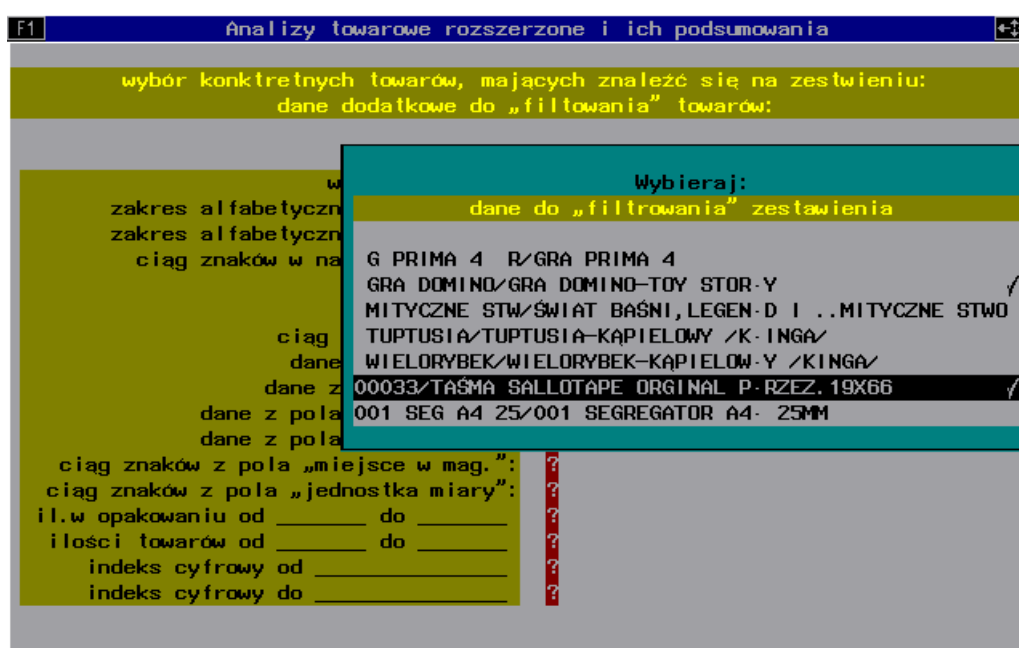 F1 Analizy towarowe rozszerzone i ich podsumowania
wybór konktretnych towarów, mających znaleźć się na zestwieniu:
dane dodatkowe do „filtowania” towarów:
w
zakres alfabetyczn
zakres alfabetyczn
ciąg znaków w na
ciąg
dane
dane z
dane z pola
dane z pola
ciąg znaków z pola „miejsce w mag.”: ?
ciąg znaków z pola „jednostka miary”: ?
il.w opakowaniu od _______ do _______ ?
ilości towarów od _______ do _______ ?
indeks cyfrowy od _______________ ?
indeks cyfrowy do _______________ ?
Wybieraj:
dane do „filtrowania” zestawienia
G PRIMA 4 R/GRA PRIMA 4
GRA DOMINO/GRA DOMINO-TOY STOR·Y √
MITYCZNE STW/ŚWIAT BAŚNI,LEGEN·D I ..MITYCZNE STWO
TUPTUSIA/TUPTUSIA-KĄPIELOWY /K·INGA/
WIELORYBEK/WIELORYBEK-KĄPIELOW·Y /KINGA/
00033/TAŚMA SALLOTAPE ORGINAL P·RZEZ.19X66 √
001 SEG A4 25/001 SEGREGATOR A4· 25MM